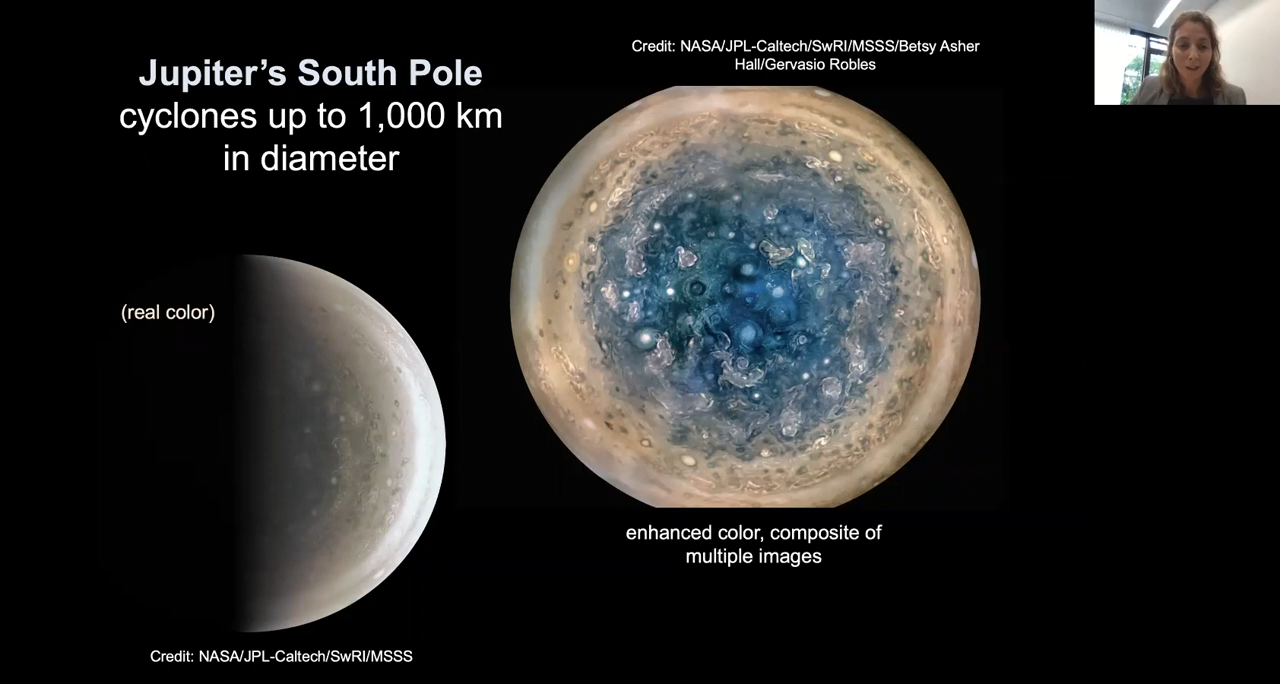 Jupiter's South Pole
cyclones up to 1,000 km
in diameter
Credit: NASA/JPL-Caltech/SwRI/MSSS/Betsy Asher
Hall/Gervasio Robles
(real color)
enhanced color, composite of
multiple images
Credit: NASA/JPL-Caltech/SwRI/MSSS